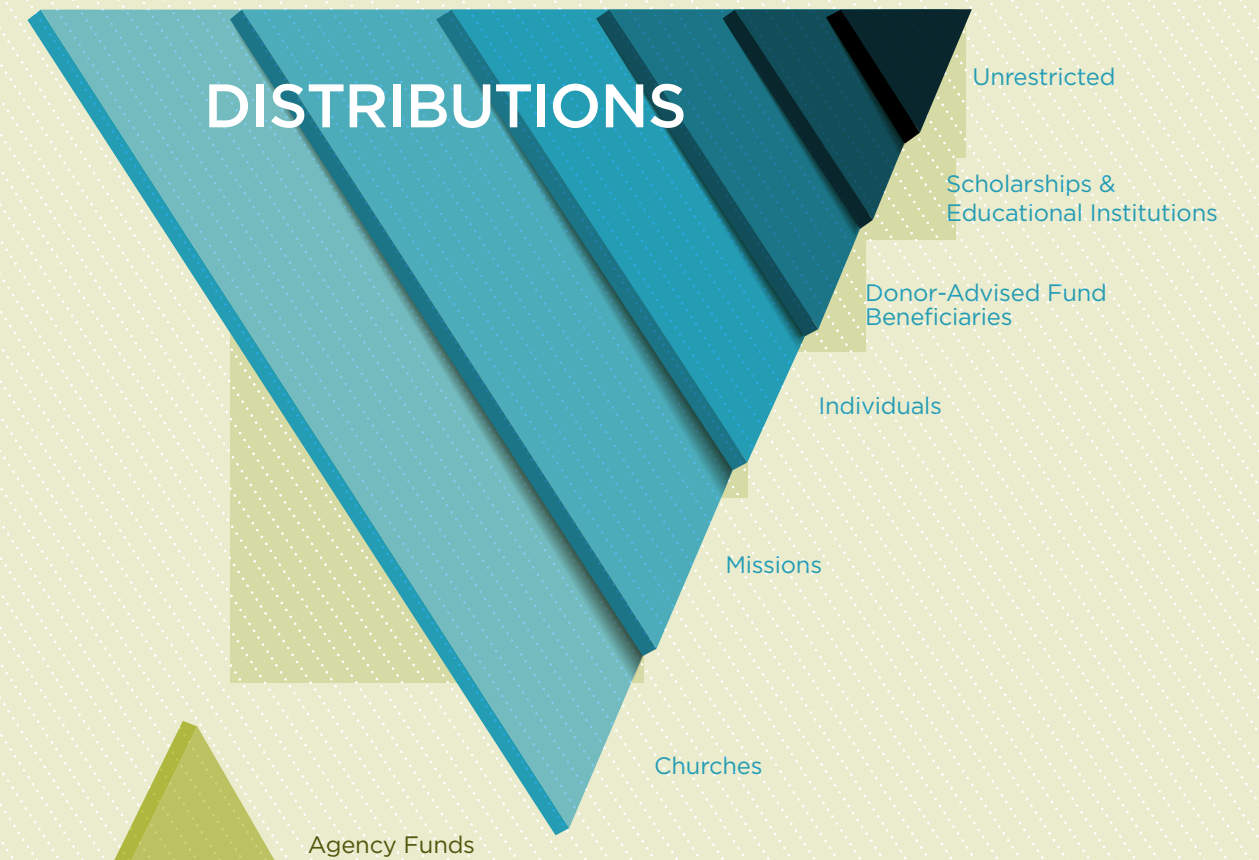 DISTRIBUTIONS
Unrestricted
Scholarships &
Educational Institutions
Donor-Advised Fund
Beneficiaries
Individuals
Missions
Churches
Agency Funds